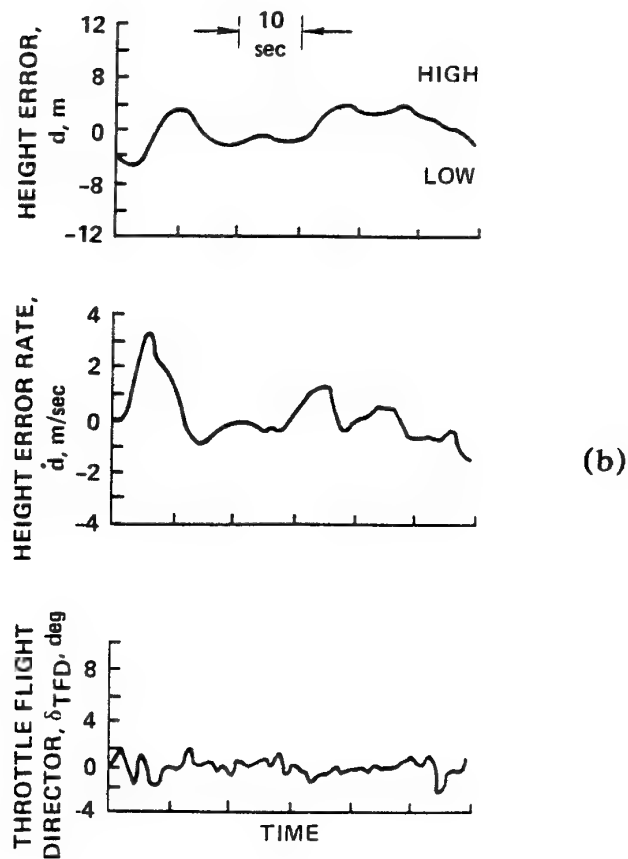 HEIGHT ERROR,
d, m
12
8
4
0
-8
-12
10
sec
HIGH
LOW
HEIGHT ERROR RATE,
ḋ, m/sec
4
2
0
-2
-4
(b)
THROTTLE FLIGHT
DIRECTOR, δTFD, deg
8
4
0
-4
TIME